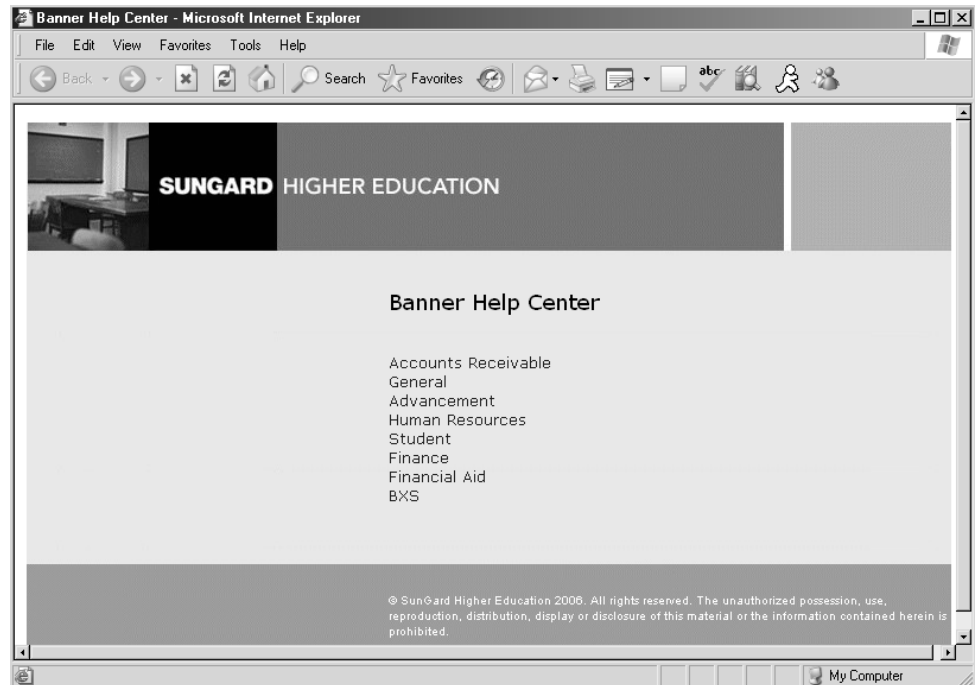 Banner Help Center - Microsoft Internet Explorer
File Edit View Favorites Tools Help
Back Search Favorites abc
SUNGARD HIGHER EDUCATION
Banner Help Center
Accounts Receivable
General
Advancement
Human Resources
Student
Finance
Financial Aid
BXS
© SunGard Higher Education 2006. All rights reserved. The unauthorized possession, use,
reproduction, distribution, display or disclosure of this material or the information contained herein is
prohibited.
My Computer